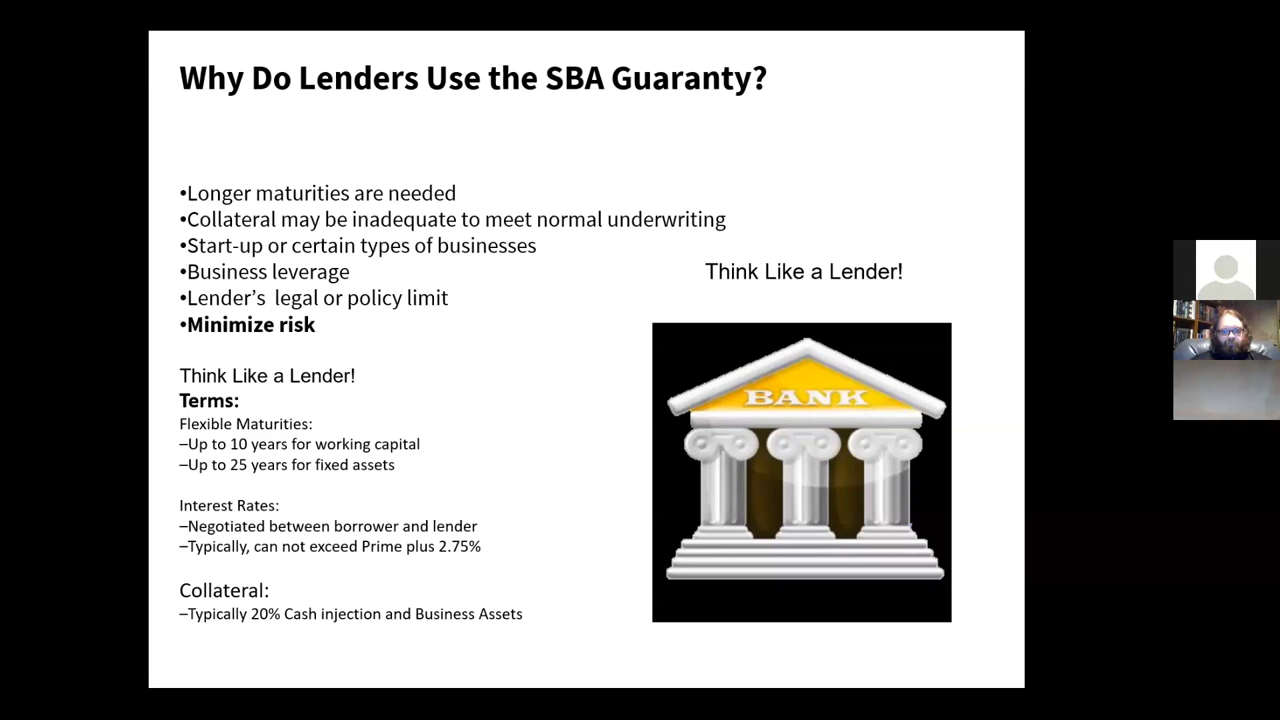 Why Do Lenders Use the SBA Guaranty?
•Longer maturities are needed
•Collateral may be inadequate to meet normal underwriting
•Start-up or certain types of businesses
•Business leverage
•Lender’s  legal or policy limit
•Minimize risk
Think Like a Lender!
Terms:
Flexible Maturities:
–Up to 10 years for working capital
–Up to 25 years for fixed assets
Interest Rates:
–Negotiated between borrower and lender
–Typically, can not exceed Prime plus 2.75%
Collateral:
–Typically 20% Cash injection and Business Assets
Think Like a Lender!
BANK